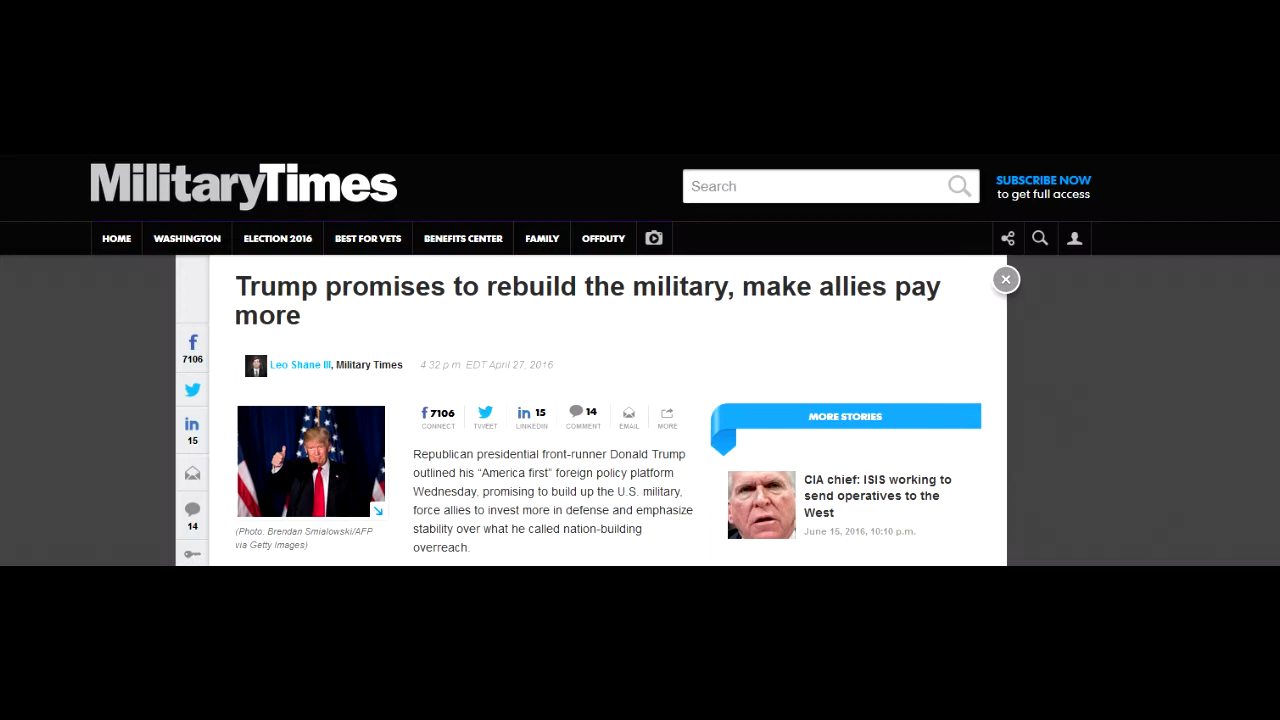 MilitaryTimes
Search
SUBSCRIBE NOW
to get full access
HOME WASHINGTON ELECTION 2016 BEST FOR VETS BENEFITS CENTER FAMILY OFFDUTY
Trump promises to rebuild the military, make allies pay
more
Leo Shane III, Military Times 4:32 p.m. EDT April 27, 2016
7106
15
14
7106 CONNECT
TWEET
15 LINKEDIN
14 COMMENT
EMAIL
MORE
(Photo: Brendan Smialowski/AFP
via Getty Images)
Republican presidential front-runner Donald Trump
outlined his “America first” foreign policy platform
Wednesday, promising to build up the U.S. military,
force allies to invest more in defense and emphasize
stability over what he called nation-building
overreach.
MORE STORIES
CIA chief: ISIS working to
send operatives to the
West
June 15, 2016, 10:10 p.m.